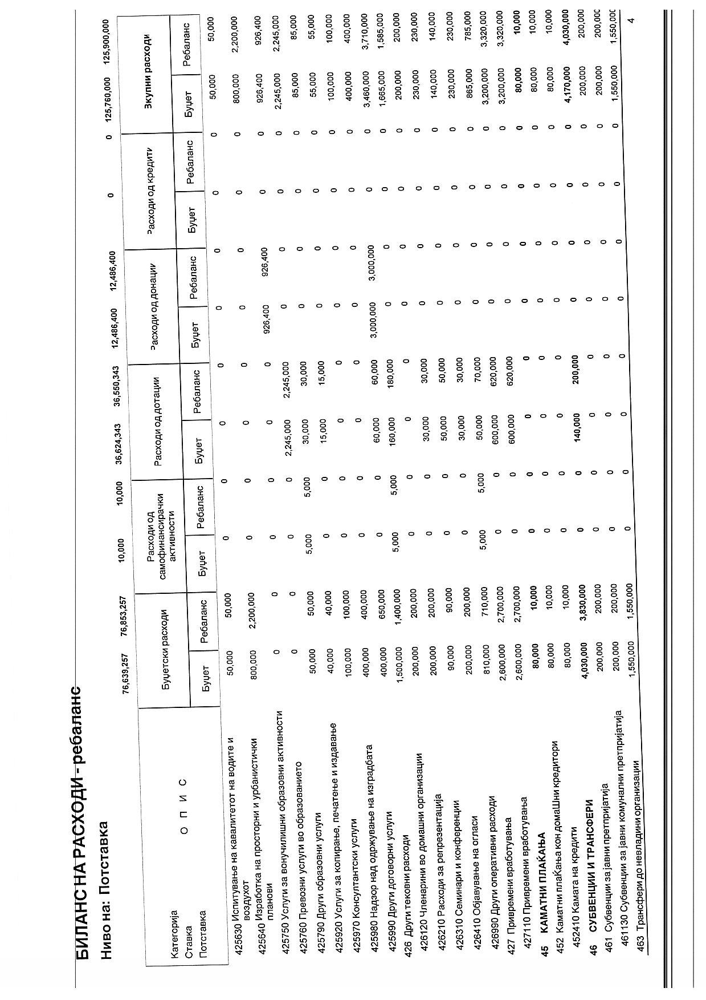 БИЛАНС НА РАСХОДИ - ребаланс
Ниво на: Потставка
76,639,257 76,853,257 10,000 10,000 36,624,343 36,550,343 12,486,400 12,486,400 0 0 125,760,000 125,900,000
Категорија
Ставка
Потставка
О П И С
Буџетски расходи
Расходи од самофинансирачки активности
Расходи од дотации
Расходи од донации
Расходи од кредити
Вкупни расходи
Буџет Ребаланс Буџет Ребаланс Буџет Ребаланс Буџет Ребаланс Буџет Ребаланс Буџет Ребаланс
425630 Испитување на кавалитетот на водите и 50,000 50,000 0 0 0 0 0 0 0 0 50,000 50,000
воздухот
425640 Изработка на просторни и урбанистички 800,000 2,200,000 0 0 0 0 0 0 0 0 800,000 2,200,000
планови
425750 Услуги за вонучилишни образовни активности 0 0 0 0 0 0 926,400 926,400 0 0 926,400 926,400
425760 Превозни услуги во образованието 0 0 0 0 2,245,000 2,245,000 0 0 0 0 2,245,000 2,245,000
425790 Други образовни услуги 50,000 50,000 5,000 5,000 30,000 30,000 0 0 0 0 85,000 85,000
425920 Услуги за копирање, печатење и издавање 40,000 40,000 0 0 15,000 15,000 0 0 0 0 55,000 55,000
425970 Консултантски услуги 100,000 100,000 0 0 0 0 0 0 0 0 100,000 100,000
425980 Надзор над одржување на изградбата 400,000 400,000 0 0 0 0 0 0 0 0 400,000 400,000
425990 Други договорни услуги 400,000 650,000 0 0 60,000 60,000 3,000,000 3,000,000 0 0 3,460,000 3,710,000
426 Други тековни расходи 1,500,000 1,400,000 5,000 5,000 160,000 180,000 0 0 0 0 1,665,000 1,585,000
426120 Членарини во домашни организации 200,000 200,000 0 0 0 0 0 0 0 0 200,000 200,000
426210 Расходи за репрезентација 200,000 200,000 0 0 30,000 30,000 0 0 0 0 230,000 230,000
426310 Семинари и конференции 90,000 90,000 0 0 50,000 50,000 0 0 0 0 140,000 140,000
426410 Објавување на огласи 200,000 200,000 0 0 30,000 30,000 0 0 0 0 230,000 230,000
426990 Други оперативни расходи 810,000 710,000 5,000 5,000 50,000 70,000 0 0 0 0 865,000 785,000
427 Привремени вработувања 2,600,000 2,700,000 0 0 600,000 620,000 0 0 0 0 3,200,000 3,320,000
427110 Привремени вработувања 2,600,000 2,700,000 0 0 600,000 620,000 0 0 0 0 3,200,000 3,320,000
45 КАМАТНИ ПЛАЌАЊА 80,000 10,000 0 0 0 0 0 0 0 0 80,000 10,000
452 Каматни плаЌања кон домаШни кредитори 80,000 10,000 0 0 0 0 0 0 0 0 80,000 10,000
452410 Камата на кредити 80,000 10,000 0 0 0 0 0 0 0 0 80,000 10,000
46 СУБВЕНЦИИ И ТРАНСФЕРИ 4,030,000 3,830,000 0 0 140,000 200,000 0 0 0 0 4,170,000 4,030,000
461 Субвенции за јавни претпријатија 200,000 200,000 0 0 0 0 0 0 0 0 200,000 200,000
461130 Субвенции за јавни комунални претпријатија 200,000 200,000 0 0 0 0 0 0 0 0 200,000 200,000
463 Трансфери до невладини организации 1,550,000 1,550,000 0 0 0 0 0 0 0 0 1,550,000 1,550,000
4